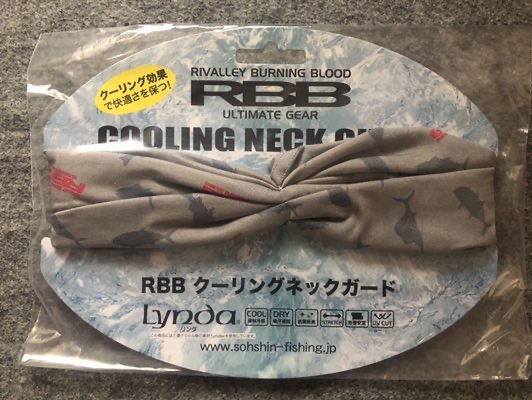 クーリング効果
で快適さを保つ!
RIVALLEY BURNING BLOOD
RBB
ULTIMATE GEAR
COOLING NECK
RBB クーリングネックガード
Lynda
リンダ
COOL
DRY
STRETCH
UV CUT
www.sohshin-fishing.jp